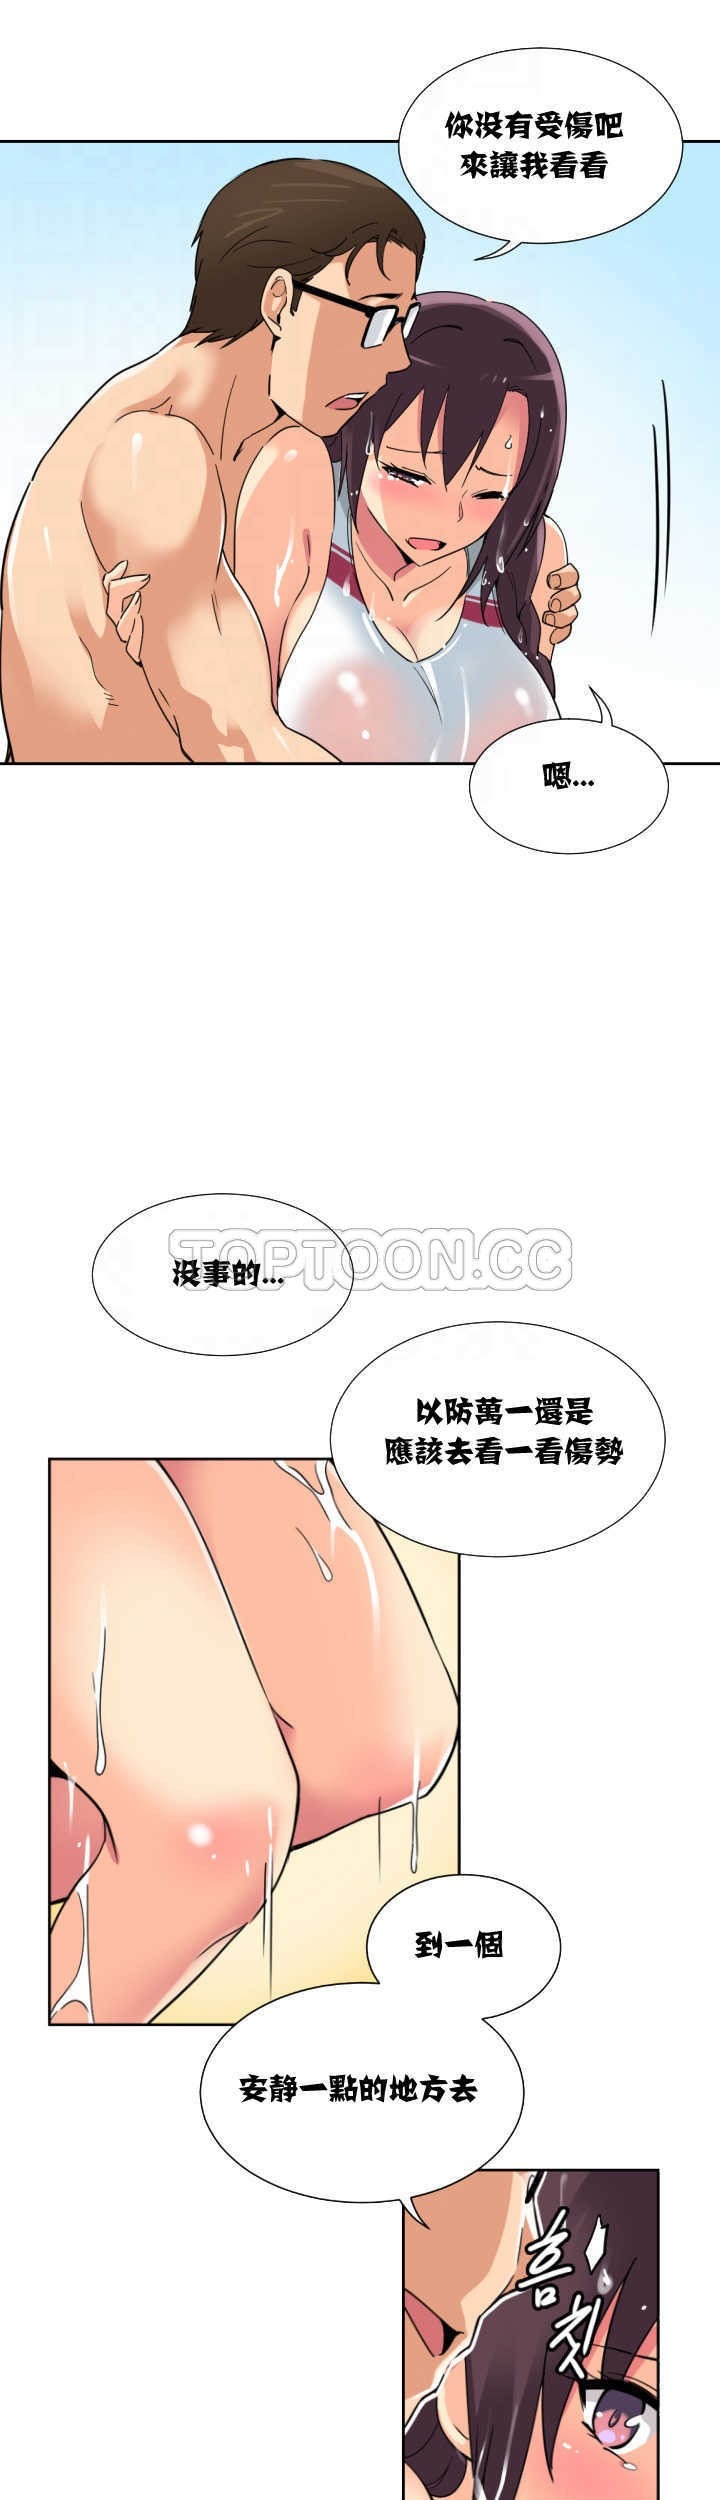 你没有受傷吧
來讓我看看
嗯...
TOPTOON.CC
没事的...
以防萬一還是
應該去看一看傷勢
到一個
安静一點的地方去
흠칫